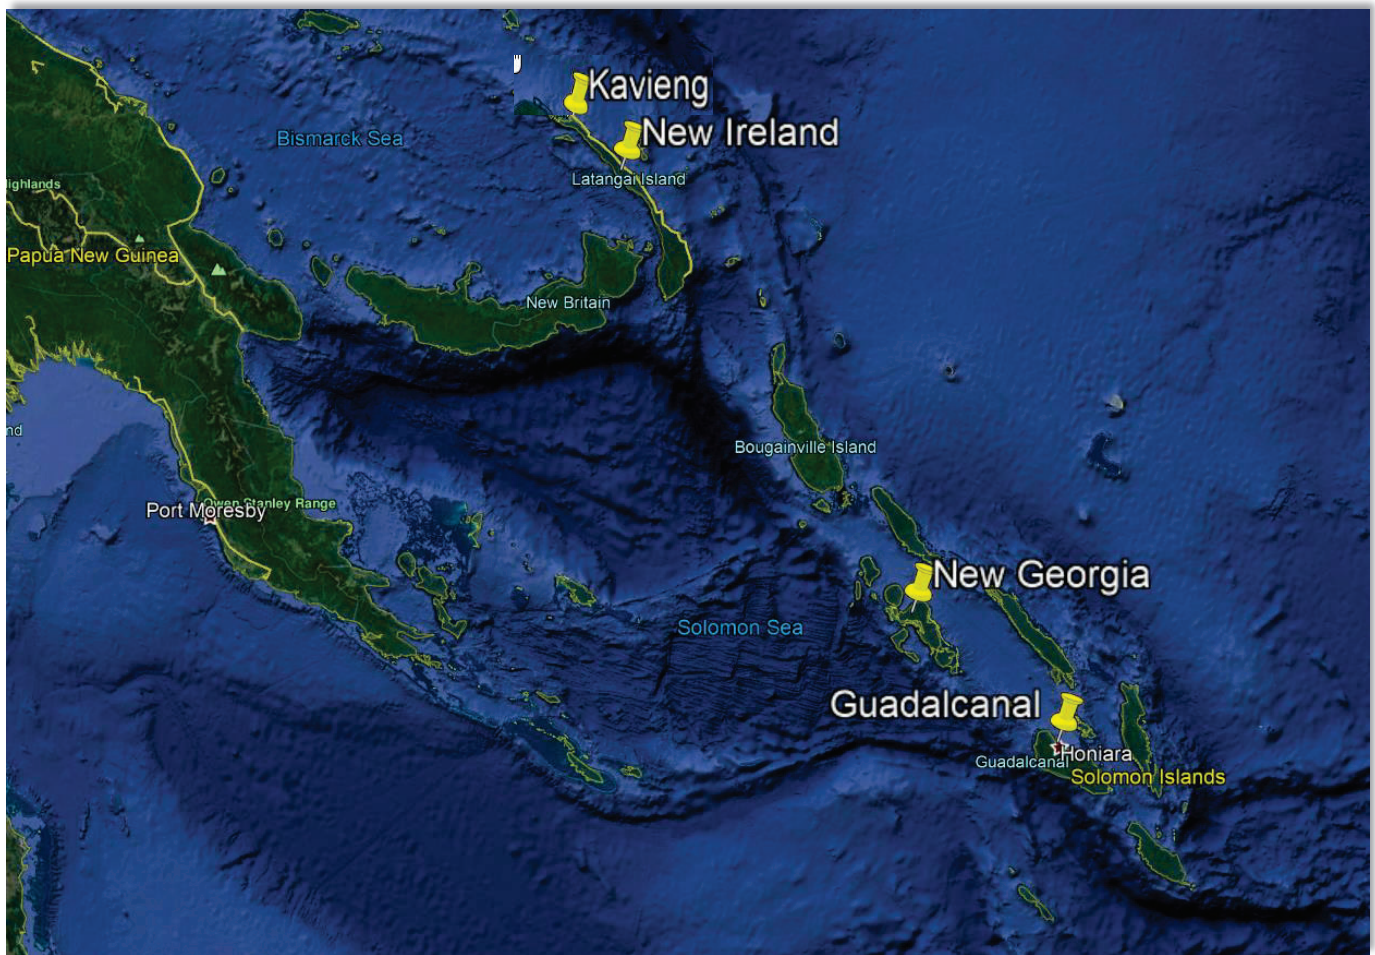 Kavieng
New Ireland
Bismarck Sea
Latangai Island
Papua New Guinea
New Britain
Bougainville Island
Owen Stanley Range
Port Moresby
New Georgia
Solomon Sea
Guadalcanal
Honiara
Guadalcanal
Solomon Islands